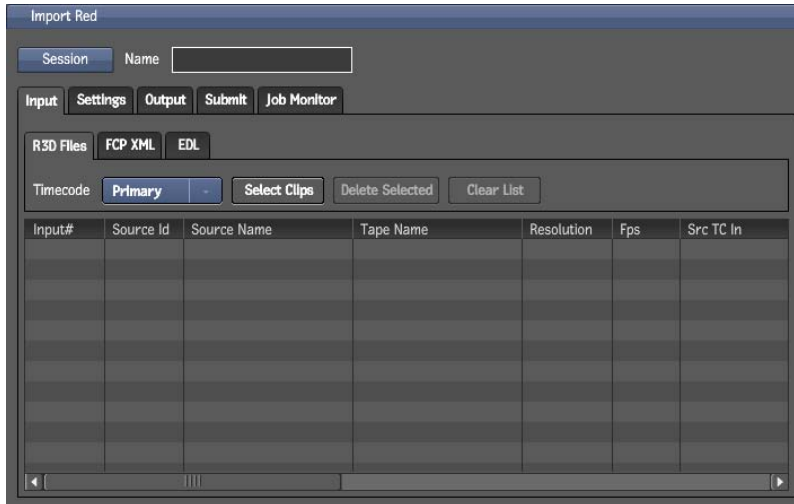 Import Red
Session Name
Input Settings Output Submit Job Monitor
R3D Files FCP XML EDL
Timecode Primary Select Clips Delete Selected Clear List
Input# Source Id Source Name Tape Name Resolution Fps Src TC In